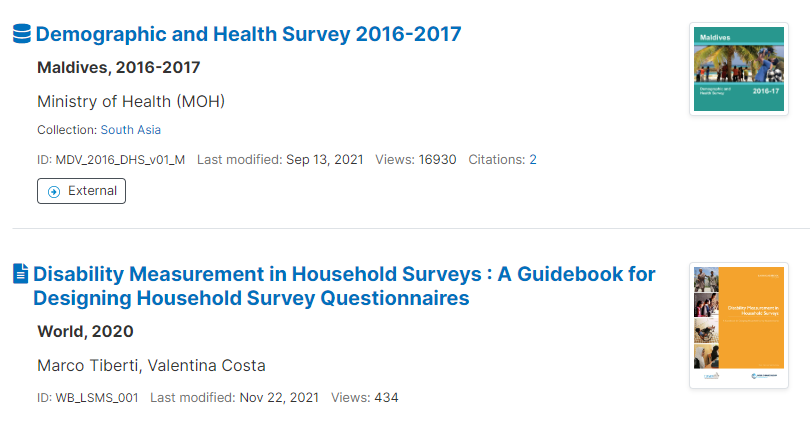 Demographic and Health Survey 2016-2017
Maldives, 2016-2017
Ministry of Health (MOH)
Collection: South Asia
ID: MDV_2016_DHS_v01_M Last modified: Sep 13, 2021 Views: 16930 Citations: 2
External
Maldives
Demographic and
Health Survey
2016-17
Disability Measurement in Household Surveys : A Guidebook for
Designing Household Survey Questionnaires
World, 2020
Marco Tiberti, Valentina Costa
ID: WB_LSMS_001 Last modified: Nov 22, 2021 Views: 434
Disability Measurement in
Household Surveys